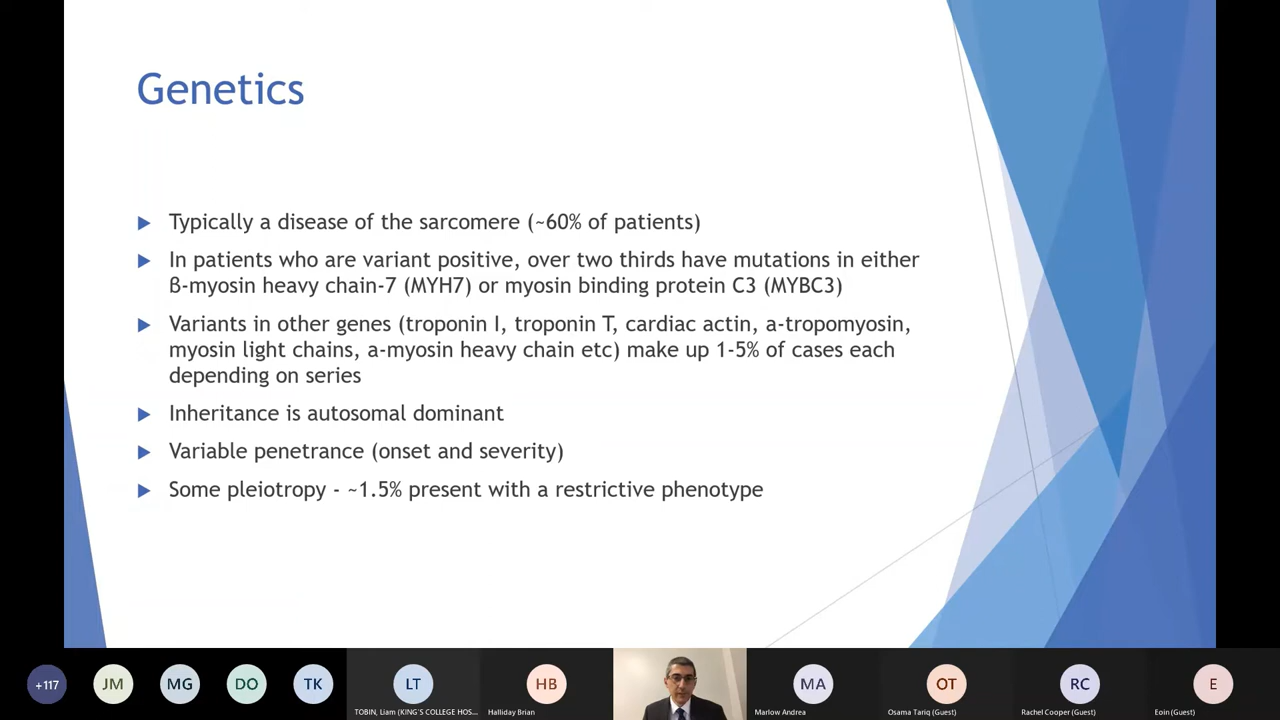 Genetics
Typically a disease of the sarcomere (~60% of patients)
In patients who are variant positive, over two thirds have mutations in either
ß-myosin heavy chain-7 (MYH7) or myosin binding protein C3 (MYBC3)
Variants in other genes (troponin I, troponin T, cardiac actin, a-tropomyosin,
myosin light chains, a-myosin heavy chain etc) make up 1-5% of cases each
depending on series
Inheritance is autosomal dominant
Variable penetrance (onset and severity)
Some pleiotropy - ~1.5% present with a restrictive phenotype
+117 JM MG DO TK LT HB MA OT RC E
TOBIN, Liam (KING'S COLLEGE HOS... Halliday Brian Marlow Andrea Osama Tariq (Guest) Rachel Cooper (Guest) Eoin (Guest)